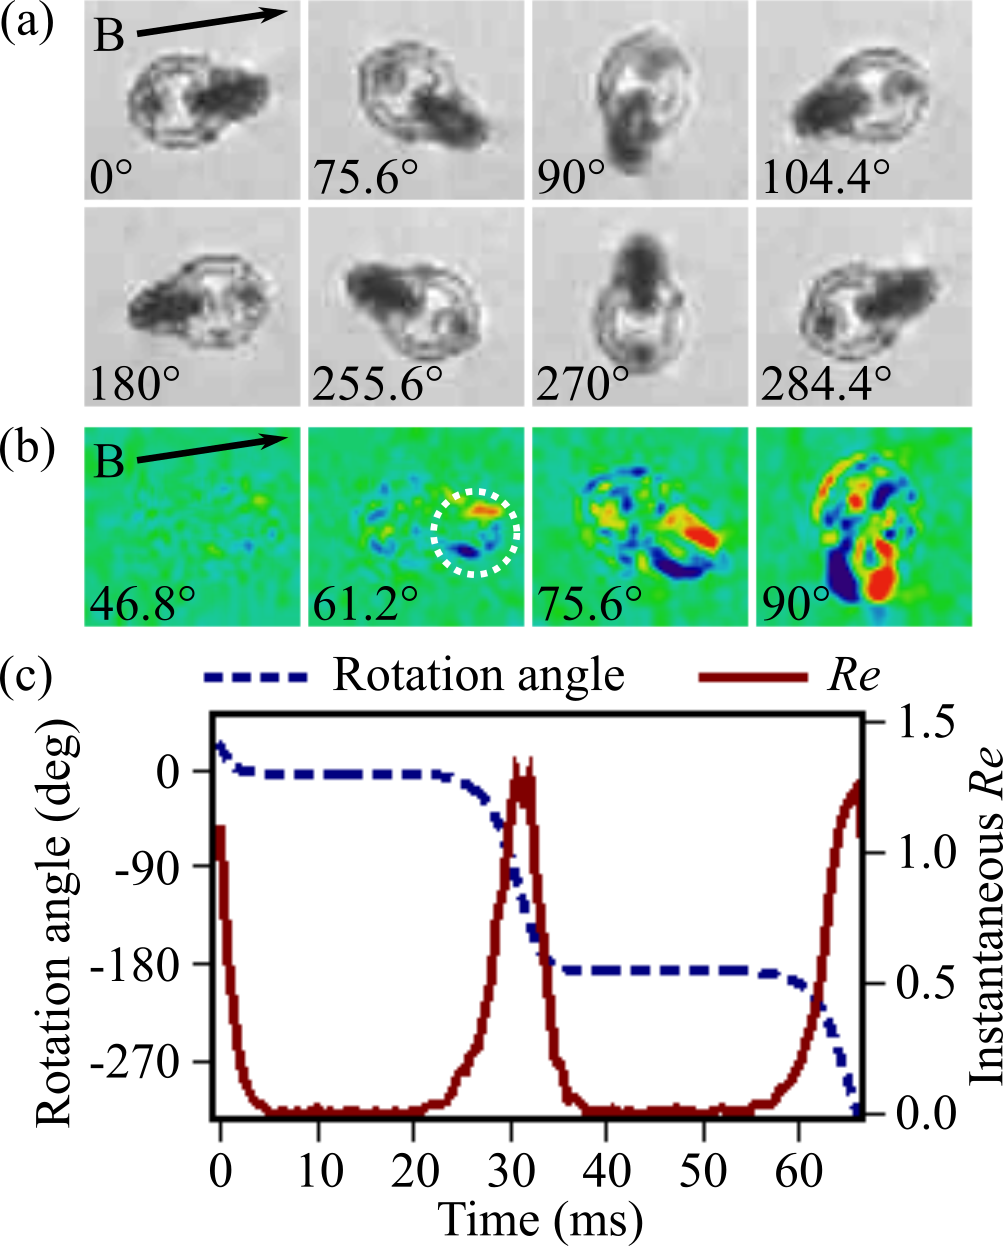 (a)
B
0°
75.6°
90°
104.4°
180°
255.6°
270°
284.4°
(b)
B
46.8°
61.2°
75.6°
90°
(c)
Rotation angle
Re
Rotation angle (deg)
0
-90
-180
-270
1.5
1.0
0.5
0.0
Instantaneous Re
0 10 20 30 40 50 60
Time (ms)